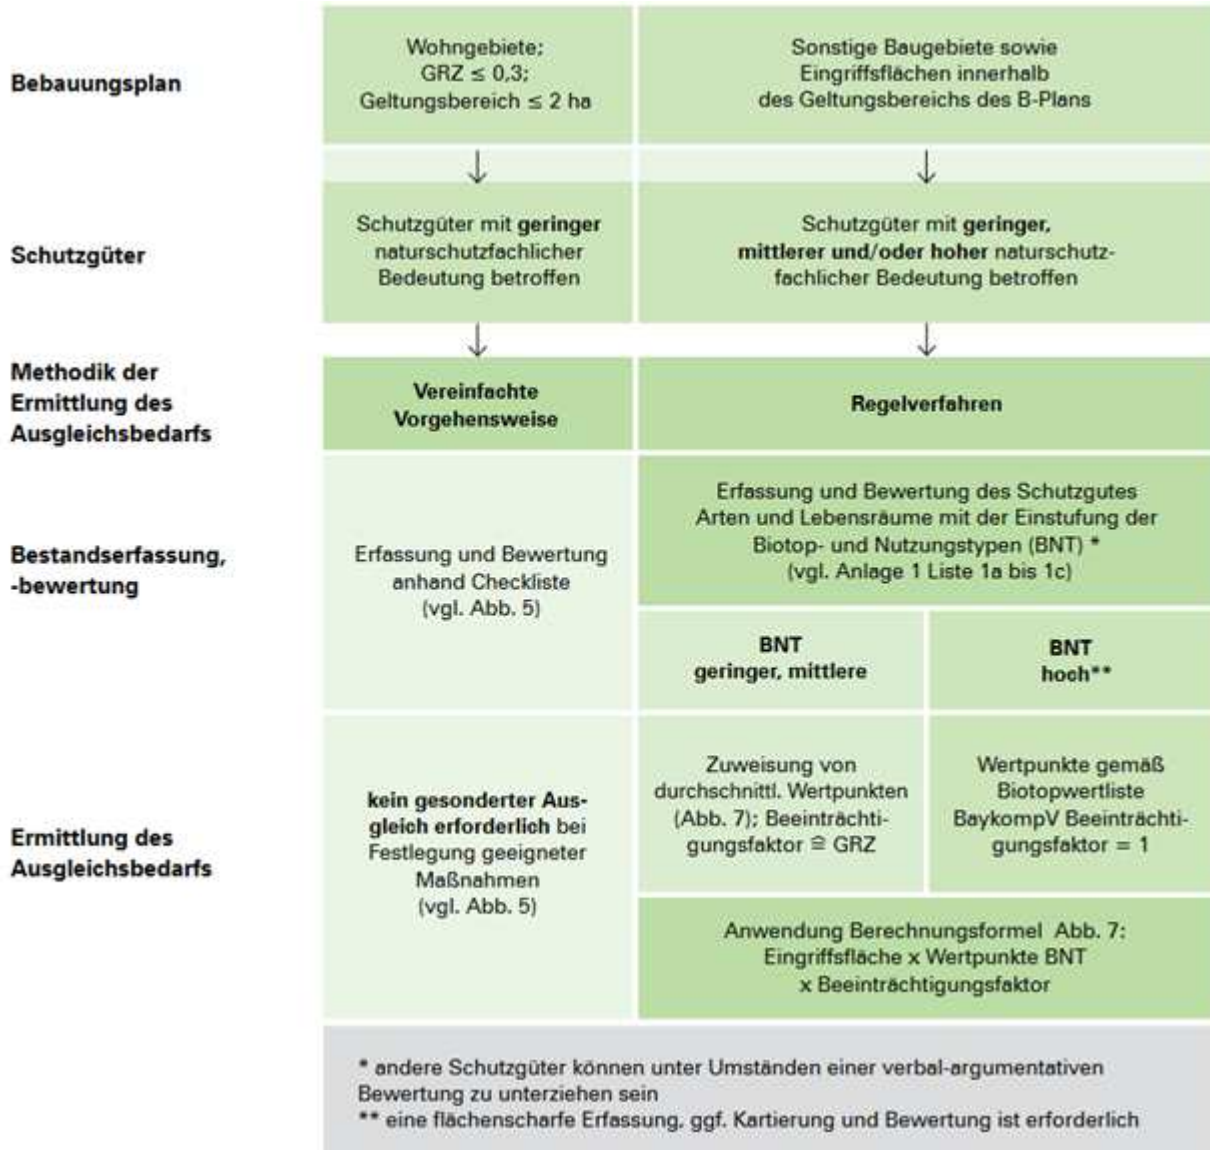 Bebauungsplan
Wohngebiete;
GRZ ≤ 0,3;
Geltungsbereich ≤ 2 ha
Sonstige Baugebiete sowie
Eingriffsflächen innerhalb
des Geltungsbereichs des B-Plans
Schutzgüter
Schutzgüter mit geringer
naturschutzfachlicher
Bedeutung betroffen
Schutzgüter mit geringer,
mittlerer und/oder hoher naturschutz-
fachlicher Bedeutung betroffen
Methodik der
Ermittlung des
Ausgleichsbedarfs
Vereinfachte
Vorgehensweise
Regelverfahren
Bestandserfassung,
-bewertung
Erfassung und Bewertung
anhand Checkliste
(vgl. Abb. 5)
Erfassung und Bewertung des Schutzgutes
Arten und Lebensräume mit der Einstufung der
Biotop- und Nutzungstypen (BNT) *
(vgl. Anlage 1 Liste 1a bis 1c)
BNT
geringer, mittlere
BNT
hoch**
Ermittlung des
Ausgleichsbedarfs
kein gesonderter Aus-
gleich erforderlich bei
Festlegung geeigneter
Maßnahmen
(vgl. Abb. 5)
Zuweisung von
durchschnittl. Wertpunkten
(Abb. 7); Beeinträchti-
gungsfaktor ≙ GRZ
Wertpunkte gemäß
Biotopwertliste
BaykompV Beeinträchti-
gungsfaktor = 1
Anwendung Berechnungsformel Abb. 7:
Eingriffsfläche x Wertpunkte BNT
x Beeinträchtigungsfaktor
* andere Schutzgüter können unter Umständen einer verbal-argumentativen
Bewertung zu unterziehen sein
** eine flächenscharfe Erfassung, ggf. Kartierung und Bewertung ist erforderlich